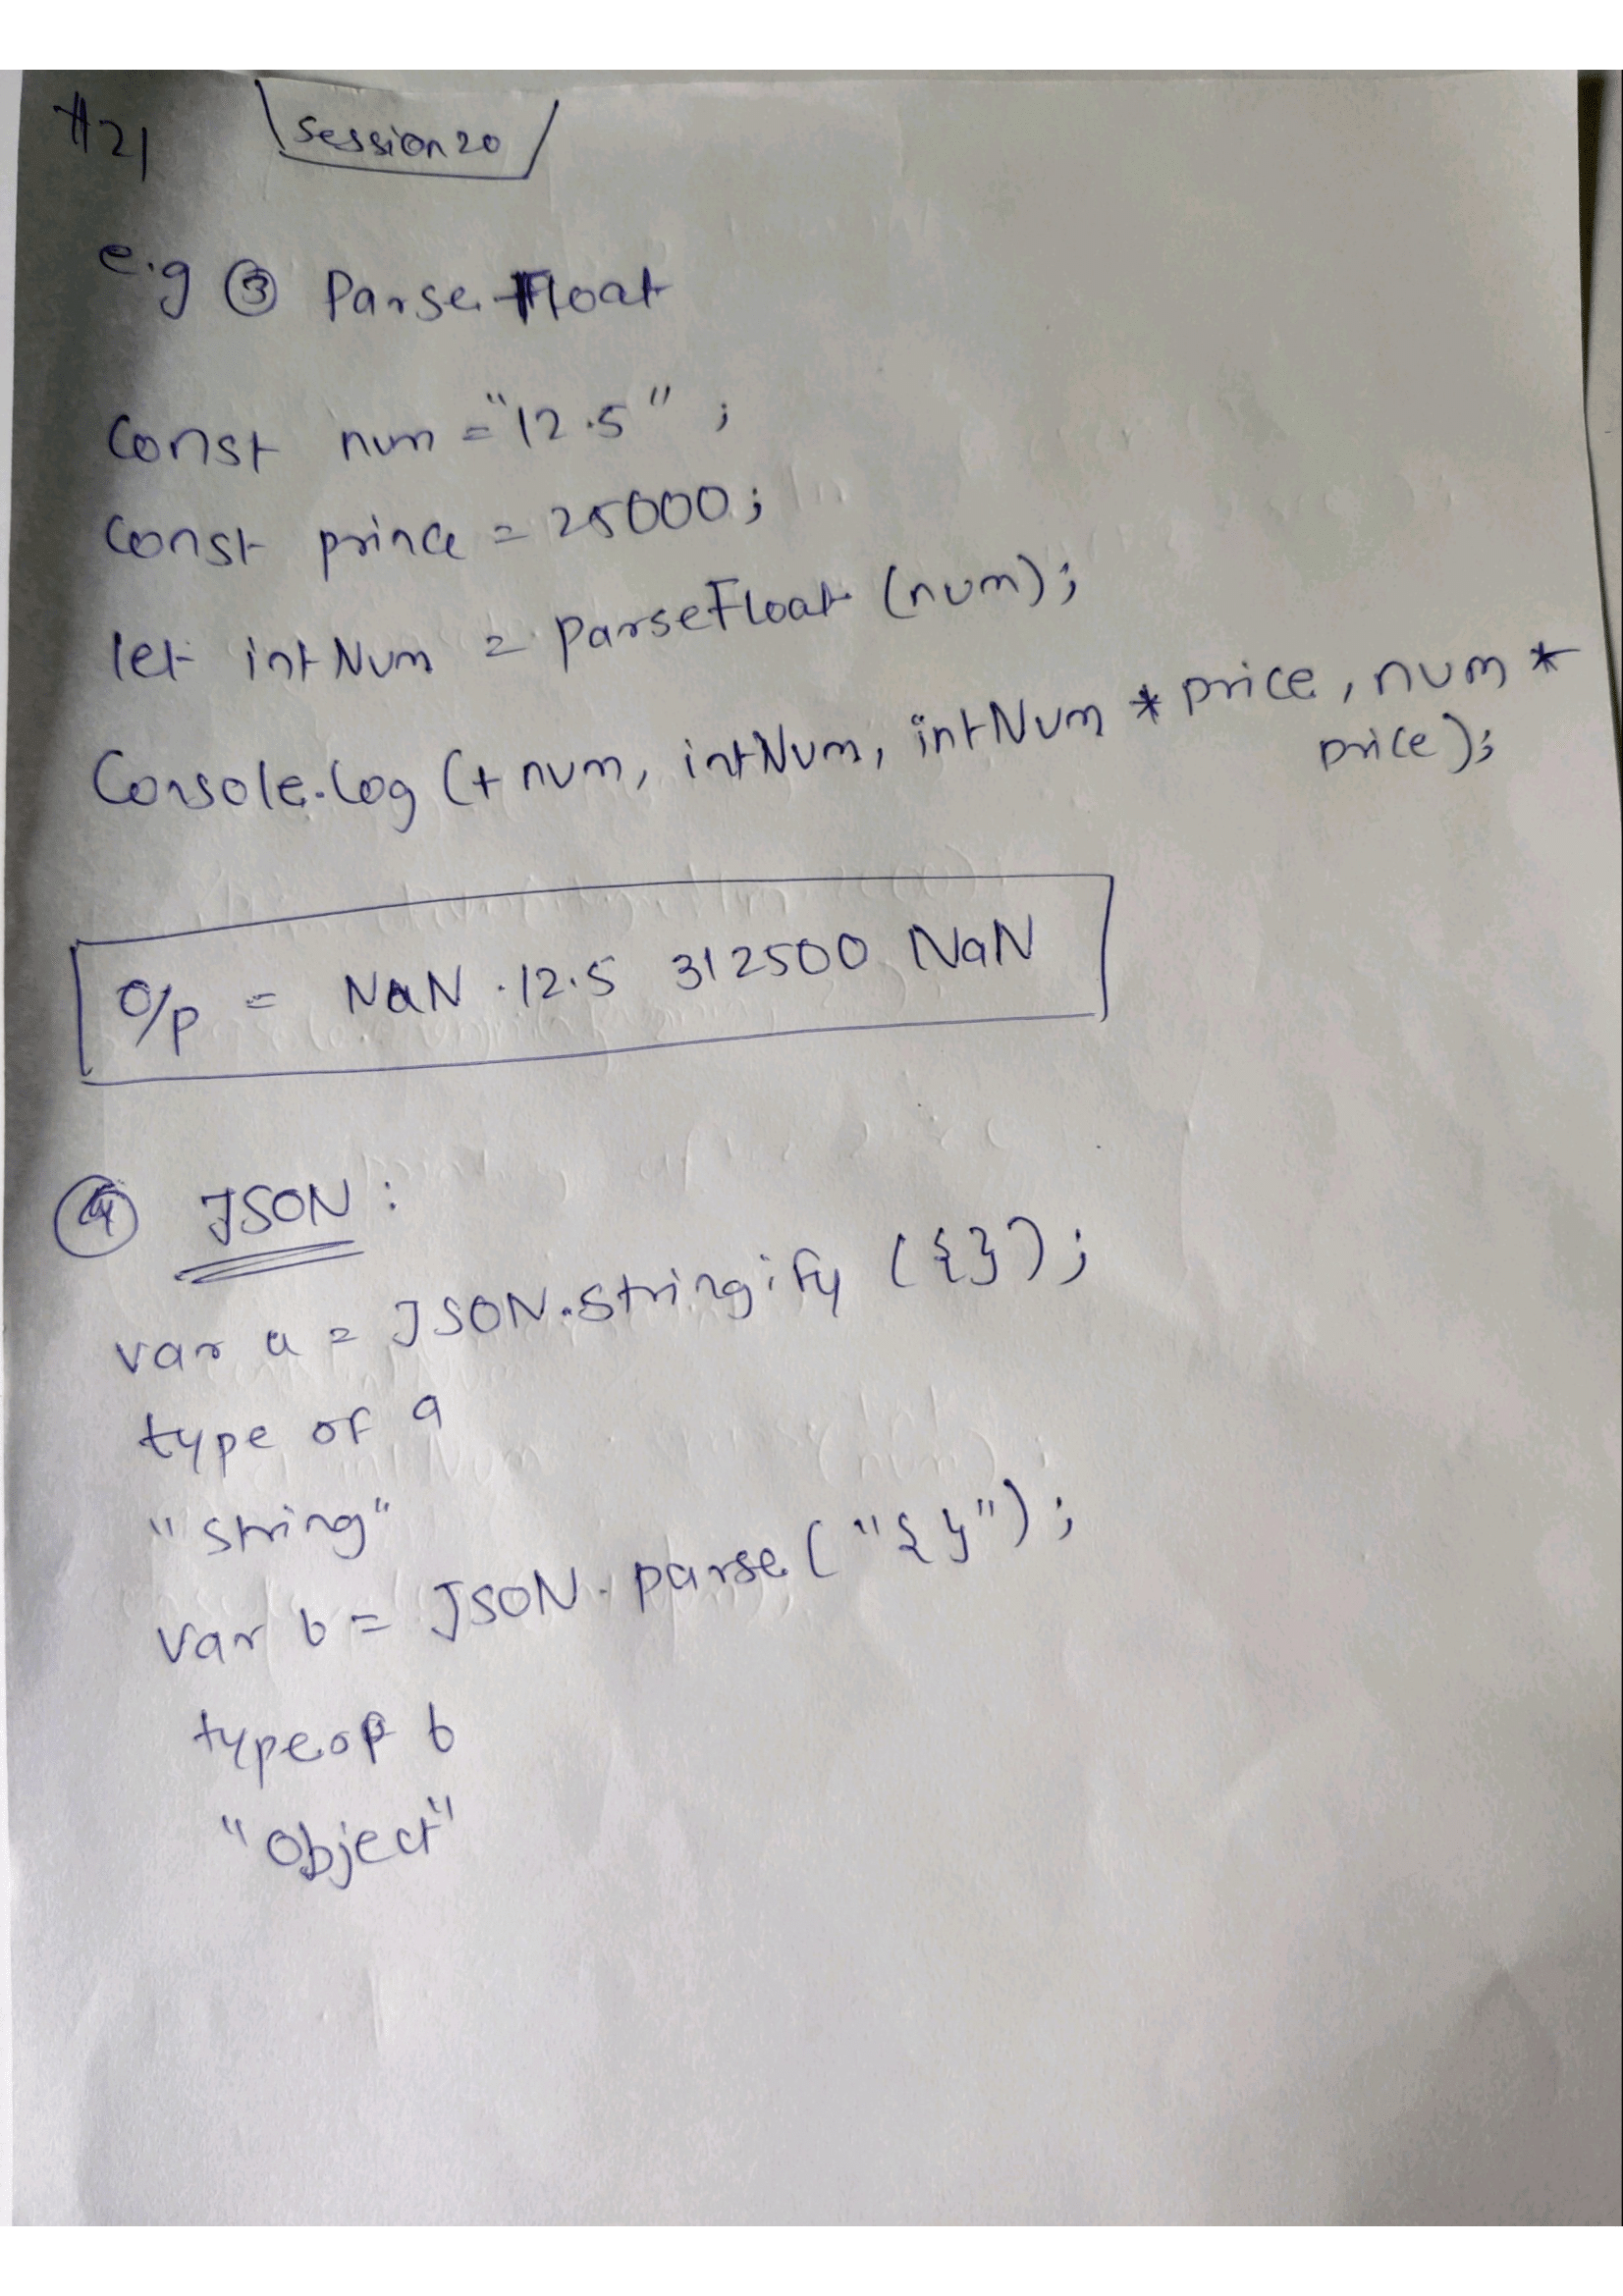 #21 Session 20
e.g ③ ParseFloat
Const num = "12.5" ;
Const prince = 25000;
let intNum = parseFloat (num);
Console.log (+ num, intNum, intNum * price, num *
price);
O/p = NaN .12.5 312500 NaN
④ JSON :
var a = JSON.stringify ({});
type of a
"string"
var b = JSON.parse ("{}");
typeof b
"Object"